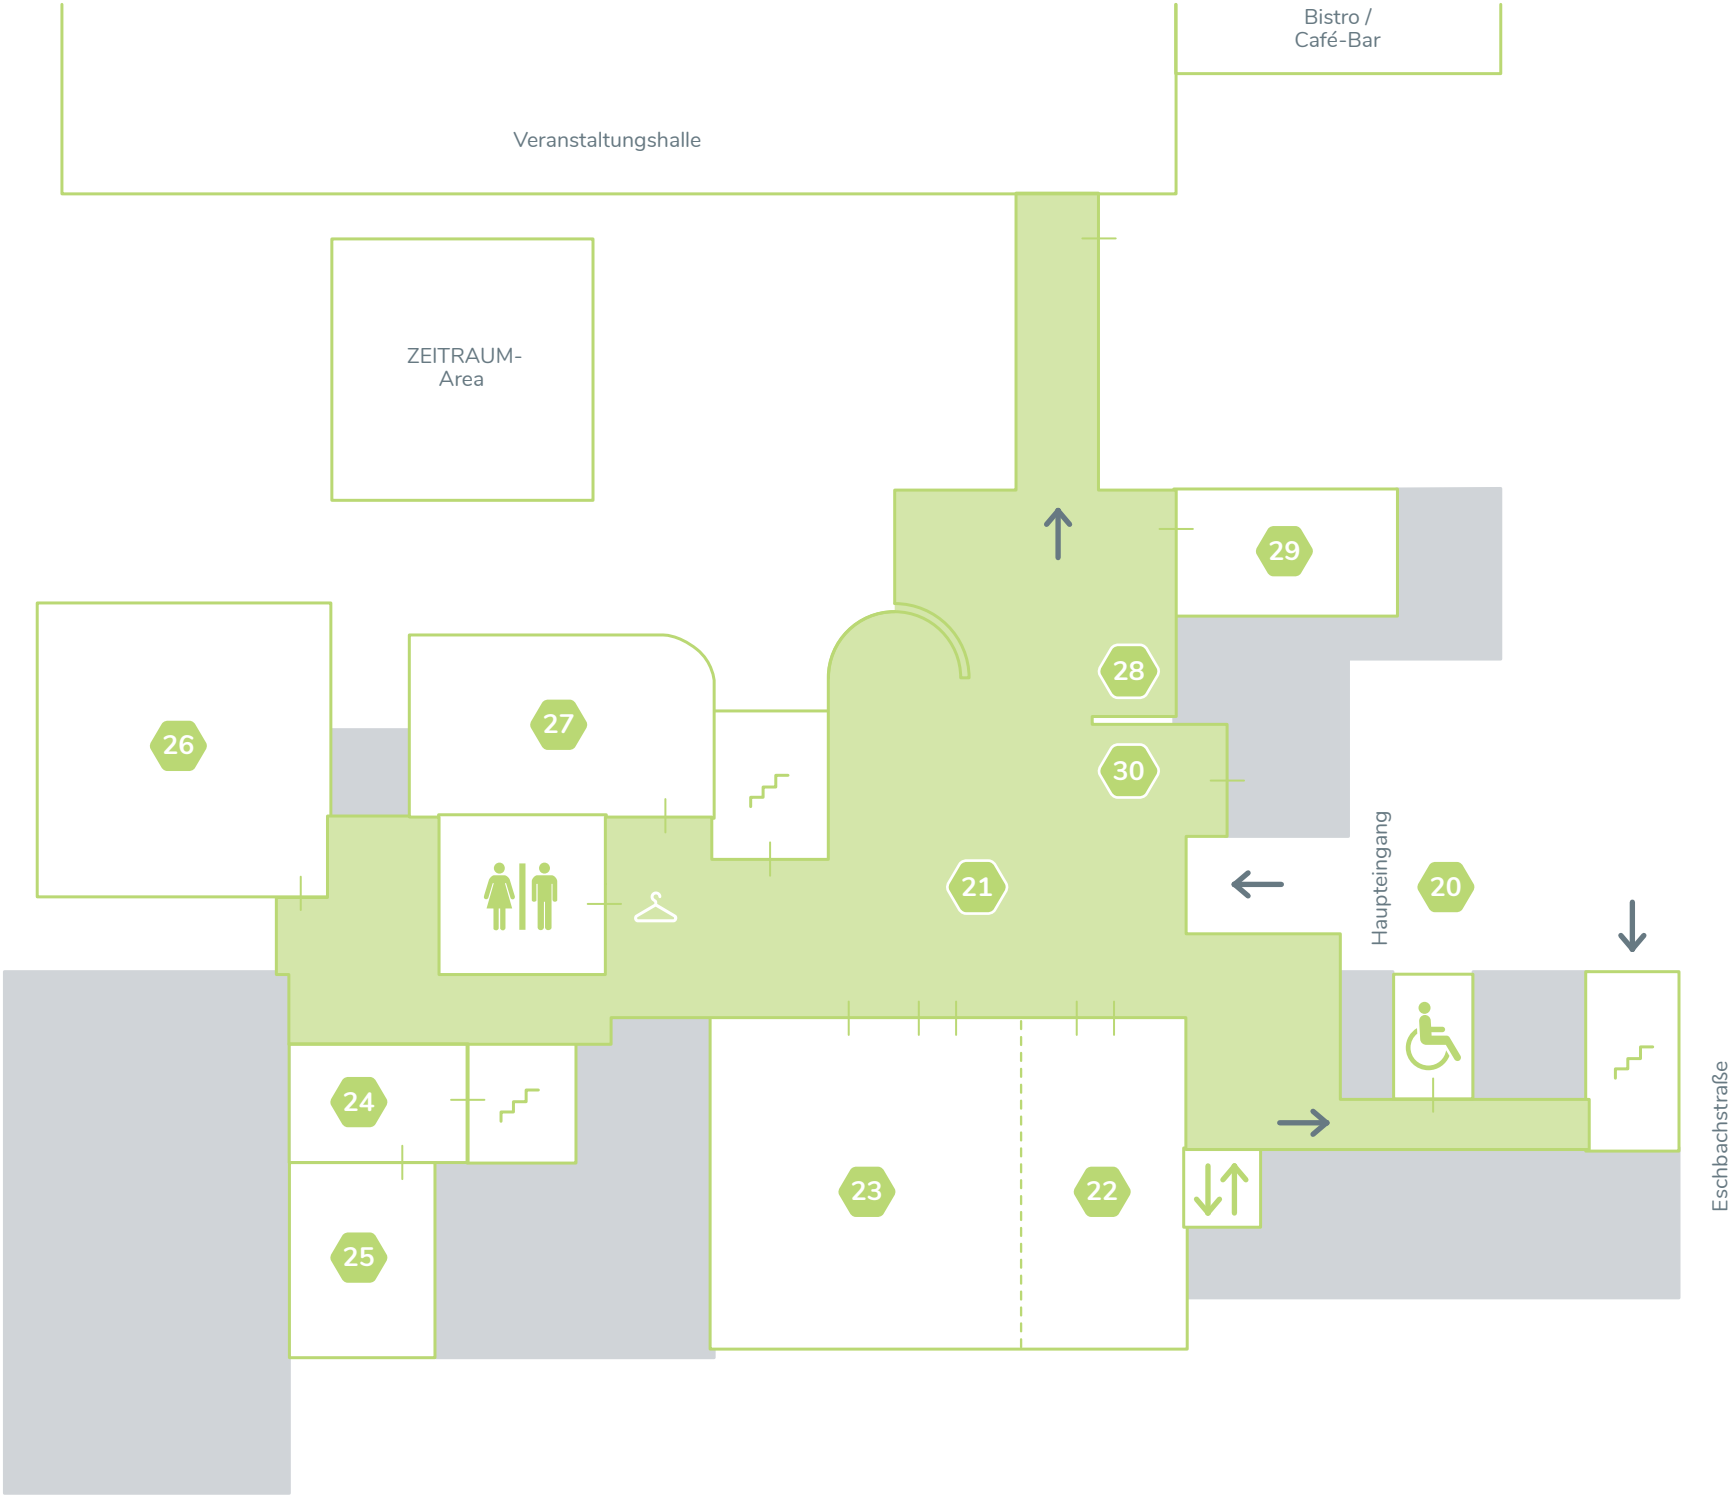 Bistro /
Café-Bar
Veranstaltungshalle
ZEITRAUM-
Area
29
28
26
27
30
Haupteingang
21
20
24
Eschbachstraße
23
22
25